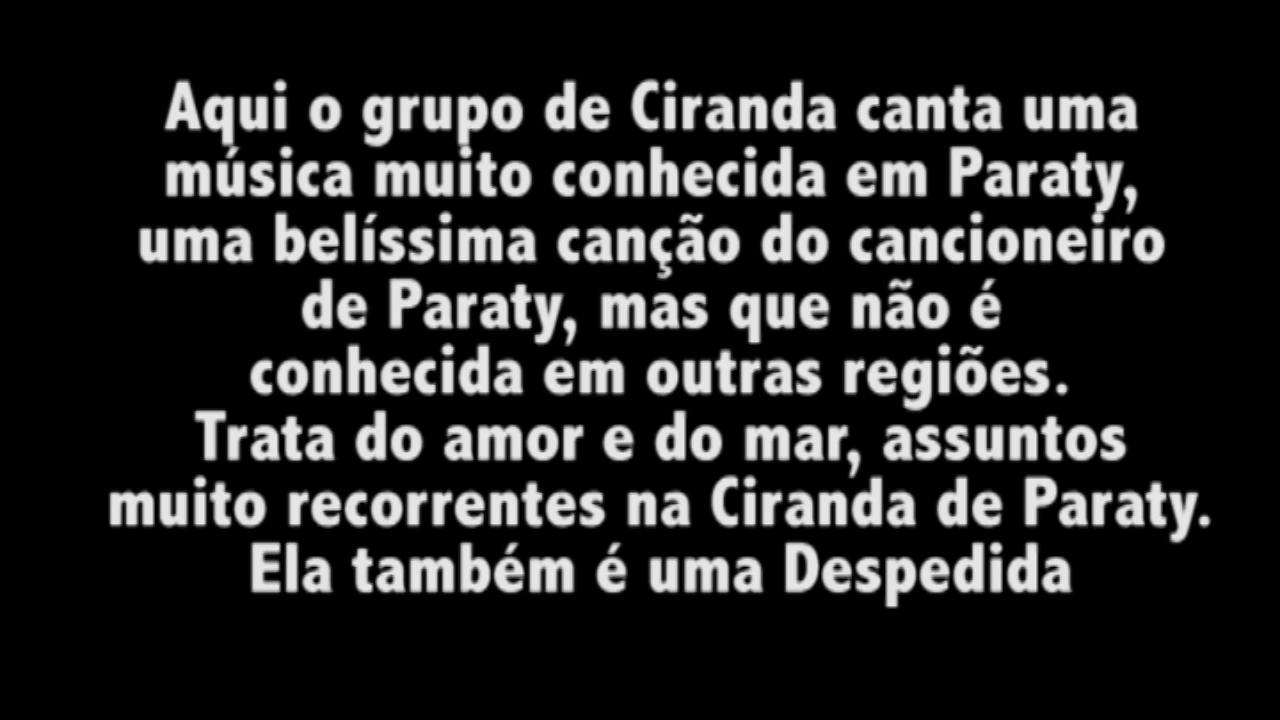 Aqui o grupo de Ciranda canta uma
música muito conhecida em Paraty,
uma belíssima canção do cancioneiro
de Paraty, mas que não é
conhecida em outras regiões.
Trata do amor e do mar, assuntos
muito recorrentes na Ciranda de Paraty.
Ela também é uma Despedida